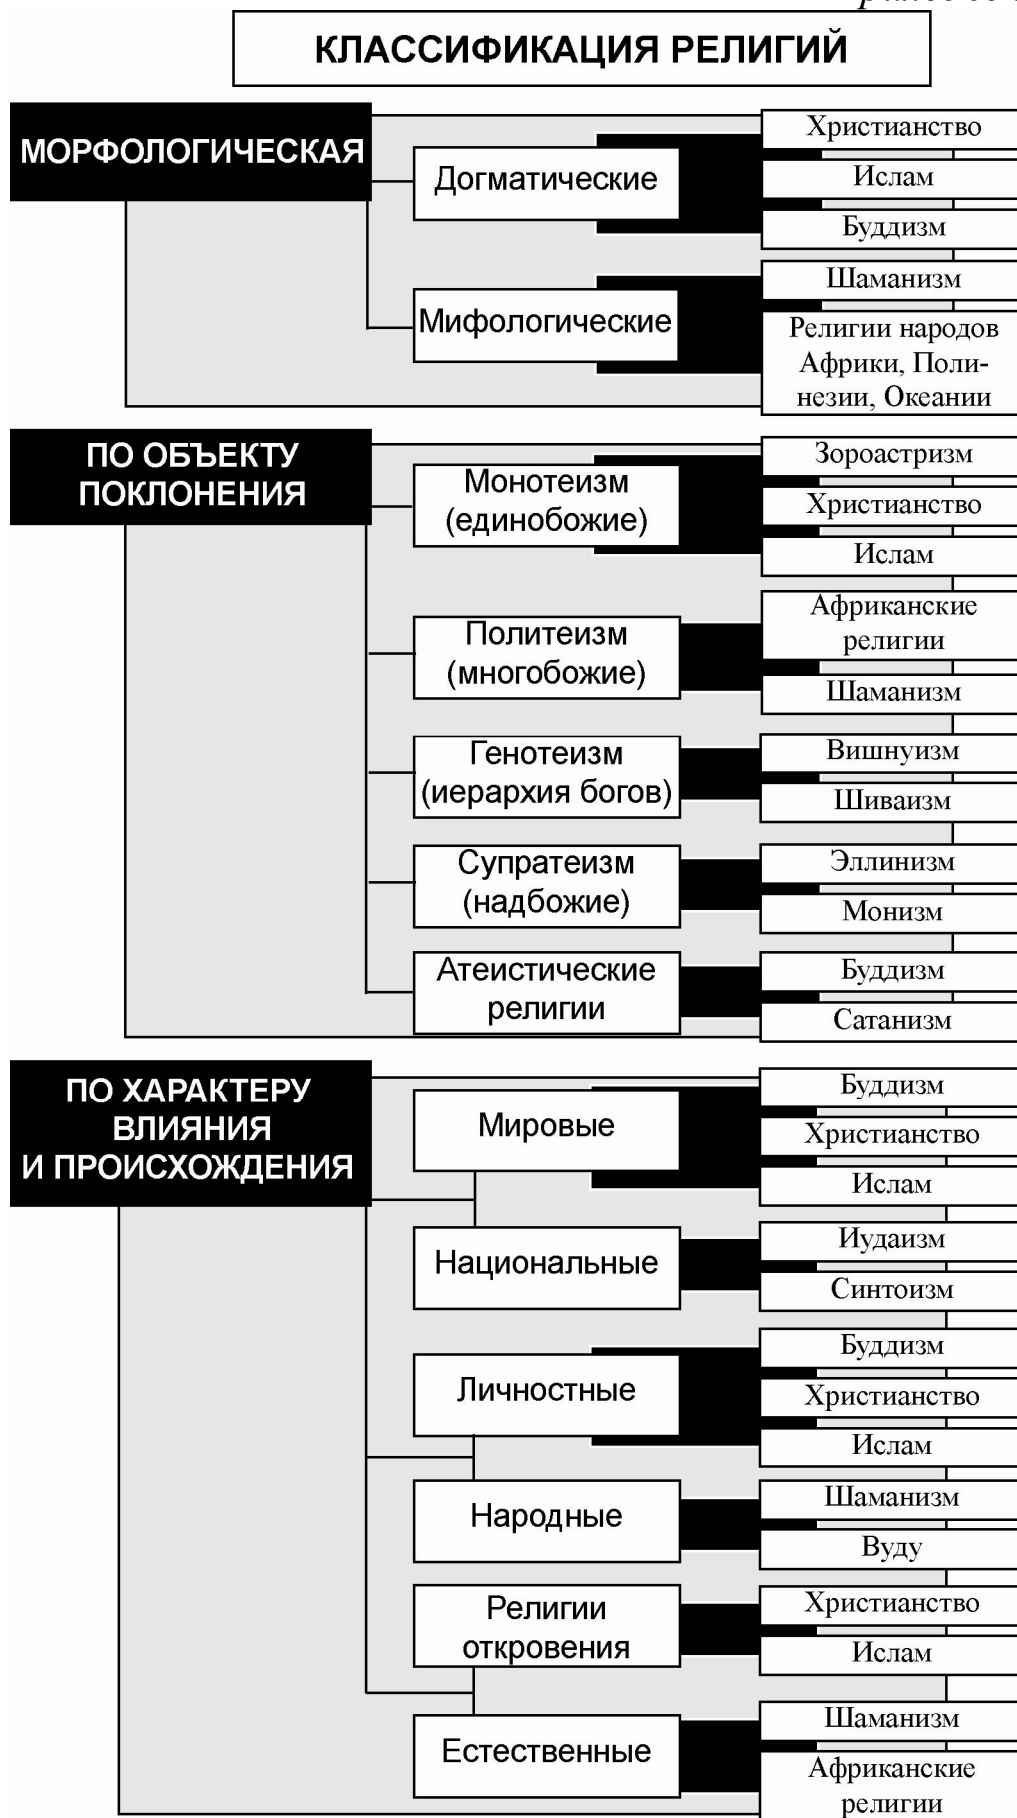 КЛАССИФИКАЦИЯ РЕЛИГИЙ
МОРФОЛОГИЧЕСКАЯ
Догматические
Христианство
Ислам
Буддизм
Мифологические
Шаманизм
Религии народов
Африки, Поли-
незии, Океании
ПО ОБЪЕКТУ
ПОКЛОНЕНИЯ
Монотеизм
(единобожие)
Зороастризм
Христианство
Ислам
Политеизм
(многобожие)
Африканские
религии
Шаманизм
Генотеизм
(иерархия богов)
Вишнуизм
Шиваизм
Супратеизм
(надбожие)
Эллинизм
Монизм
Атеистические
религии
Буддизм
Сатанизм
ПО ХАРАКТЕРУ
ВЛИЯНИЯ
И ПРОИСХОЖДЕНИЯ
Мировые
Буддизм
Христианство
Ислам
Национальные
Иудаизм
Синтоизм
Личностные
Буддизм
Христианство
Ислам
Народные
Шаманизм
Вуду
Религии
откровения
Христианство
Ислам
Естественные
Шаманизм
Африканские
религии